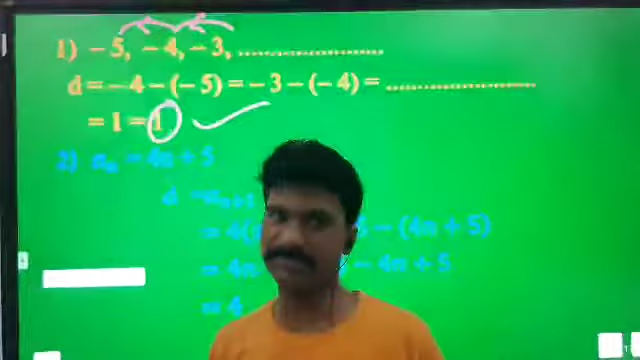 1) – 5, – 4, – 3, ........................
d = – 4 – (– 5) = – 3 – (– 4) = ........................
= 1 = 1
2) aₙ = 4n + 5
d = aₙ₊₁
= 4( – (4n + 5)
= 4n – 4n + 5
= 4